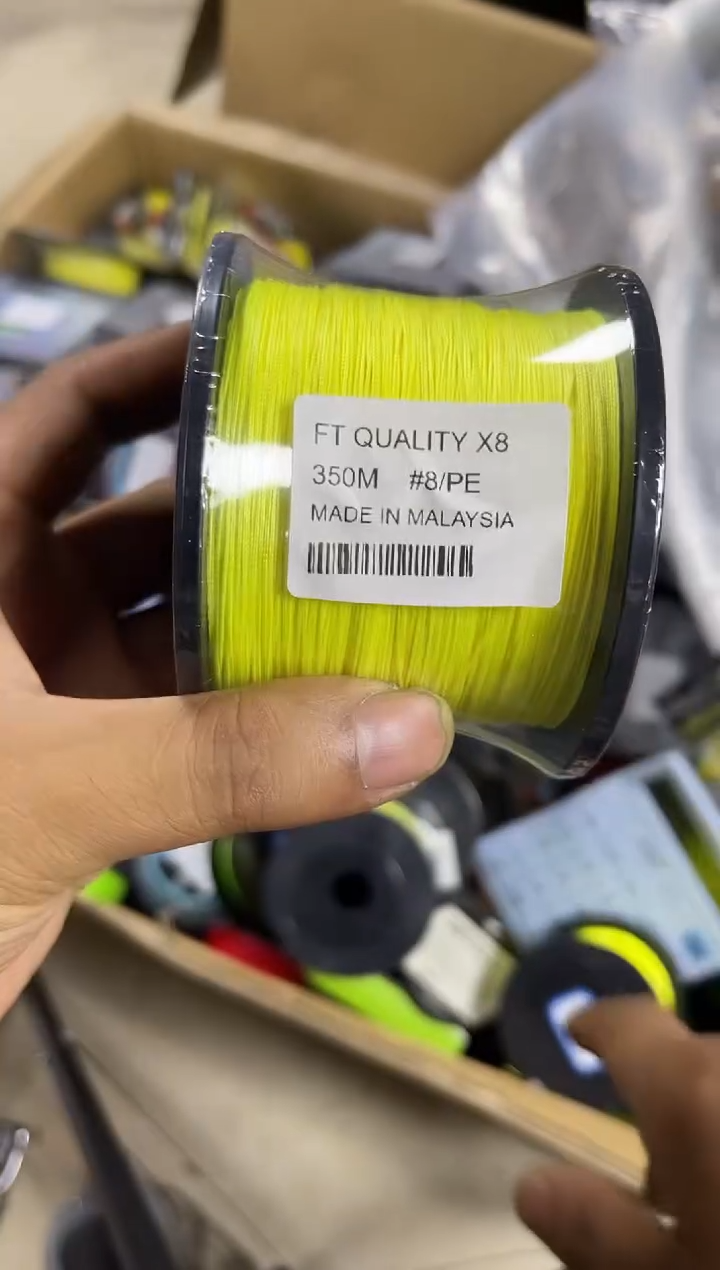 FT QUALITY X8
350M #8/PE
MADE IN MALAYSIA